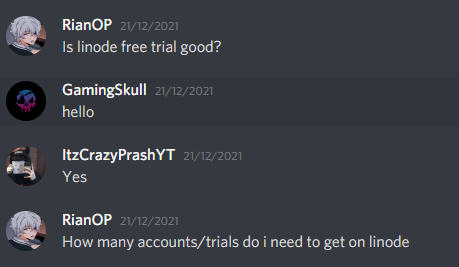 RianOP 21/12/2021
Is linode free trial good?
GamingSkull 21/12/2021
hello
ItzCrazyPrashYT 21/12/2021
Yes
RianOP 21/12/2021
How many accounts/trials do i need to get on linode